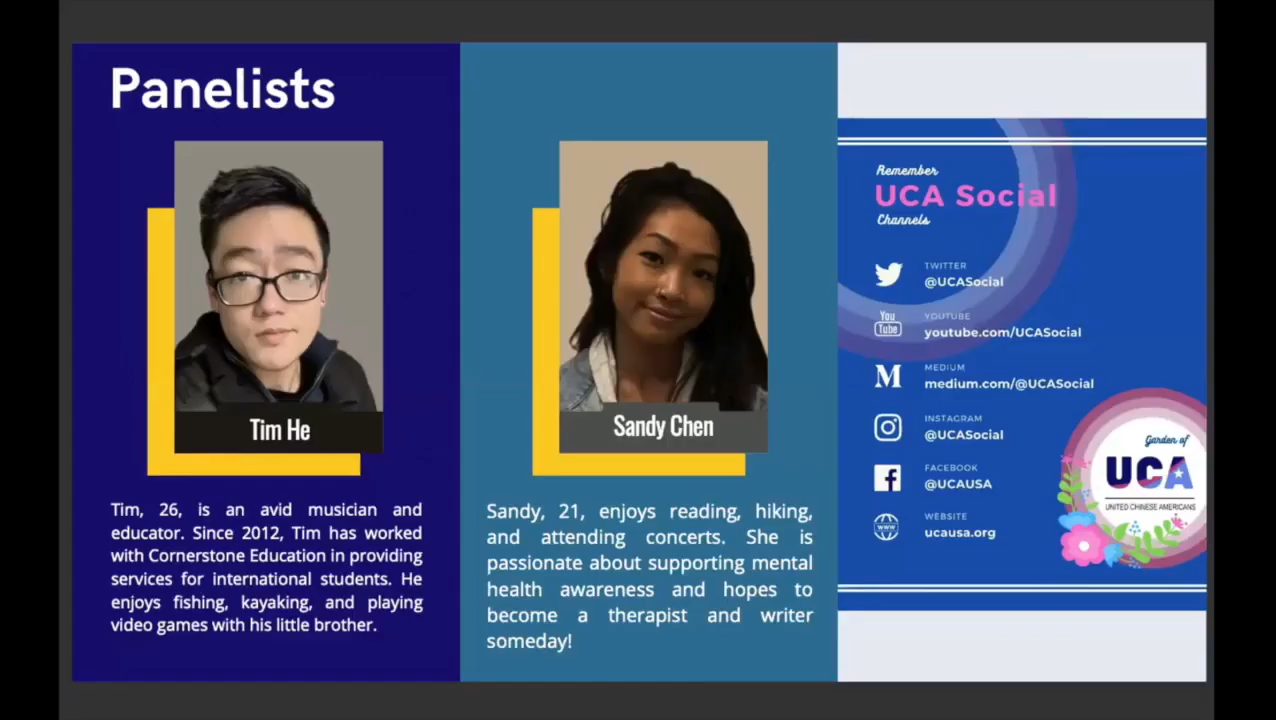 Panelists
Tim He
Tim, 26, is an avid musician and
educator. Since 2012, Tim has worked
with Cornerstone Education in providing
services for international students. He
enjoys fishing, kayaking, and playing
video games with his little brother.
Sandy Chen
Sandy, 21, enjoys reading, hiking,
and attending concerts. She is
passionate about supporting mental
health awareness and hopes to
become a therapist and writer
someday!
Remember
UCA Social
Channels
TWITTER
@UCASocial
You
Tube
YOUTUBE
youtube.com/UCASocial
M
MEDIUM
medium.com/@UCASocial
INSTAGRAM
@UCASocial
FACEBOOK
@UCAUSA
www
WEBSITE
ucausa.org
Garden of
UCA
UNITED CHINESE AMERICANS